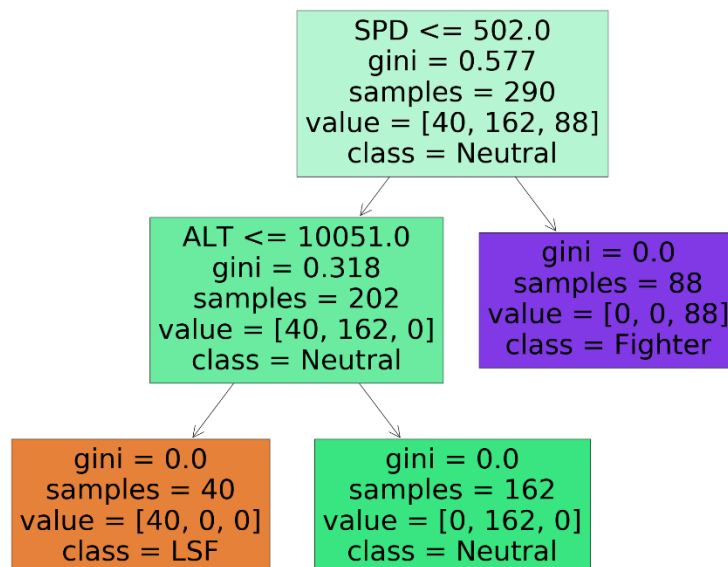 SPD <= 502.0
gini = 0.577
samples = 290
value = [40, 162, 88]
class = Neutral
ALT <= 10051.0
gini = 0.318
samples = 202
value = [40, 162, 0]
class = Neutral
gini = 0.0
samples = 88
value = [0, 0, 88]
class = Fighter
gini = 0.0
samples = 40
value = [40, 0, 0]
class = LSF
gini = 0.0
samples = 162
value = [0, 162, 0]
class = Neutral